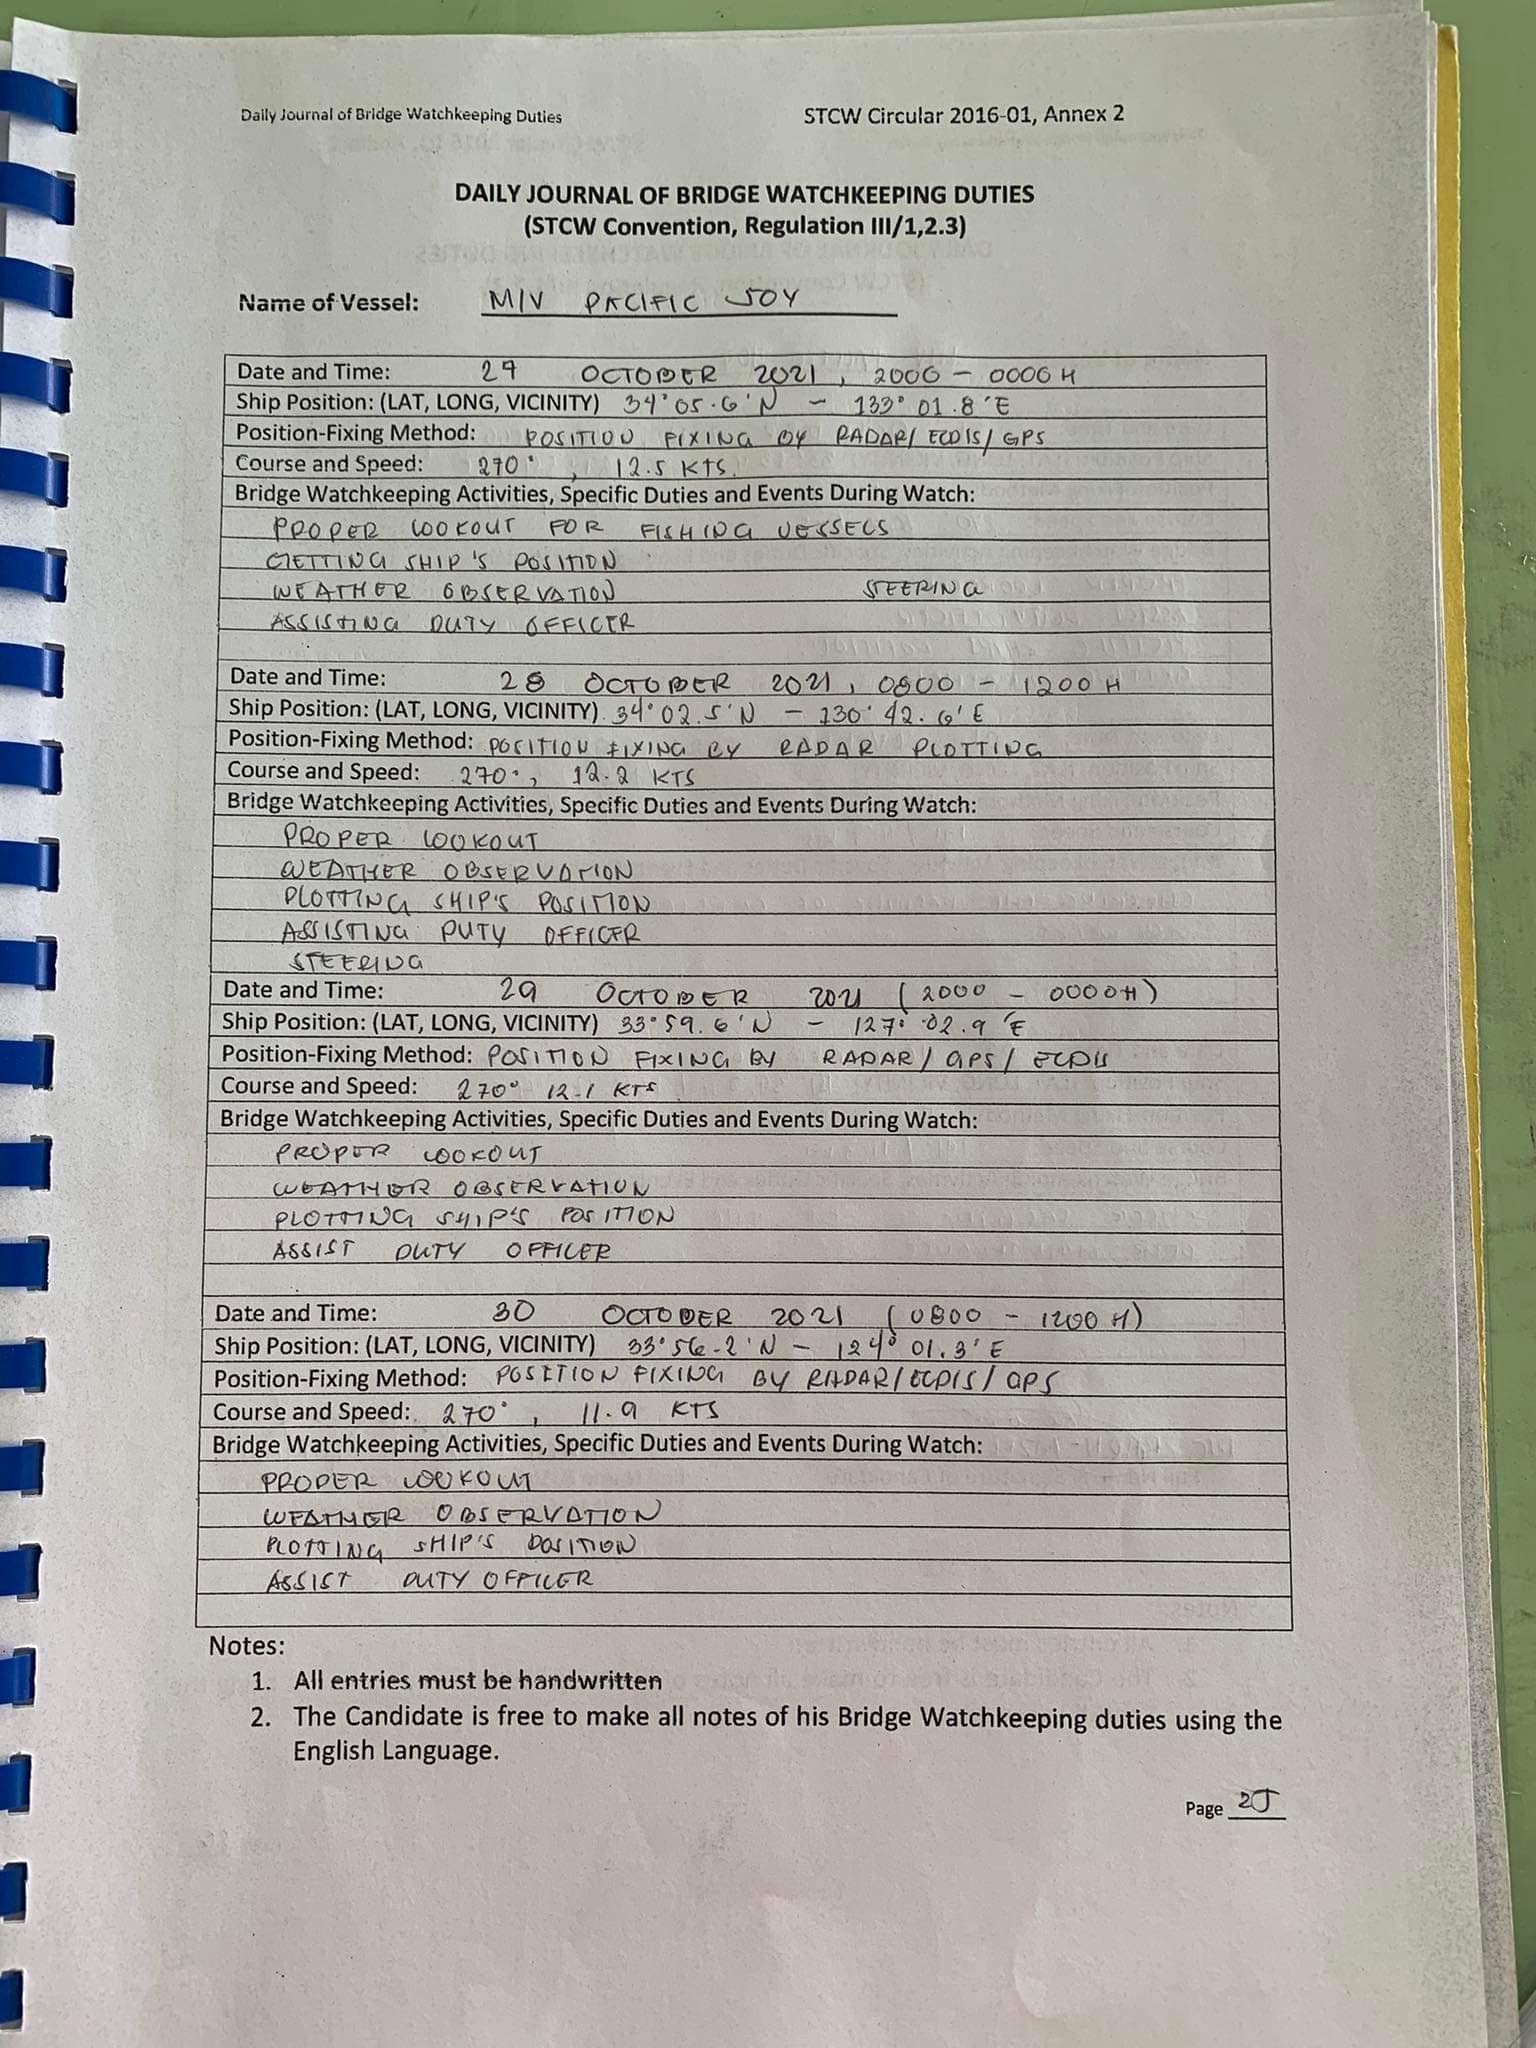 Daily Journal of Bridge Watchkeeping Duties
STCW Circular 2016-01, Annex 2
DAILY JOURNAL OF BRIDGE WATCHKEEPING DUTIES
(STCW Convention, Regulation III/1,2.3)
Name of Vessel: M/V PACIFIC JOY
Date and Time: 27 OCTOBER 2021, 2000 - 0000 H
Ship Position: (LAT, LONG, VICINITY) 34° 05.6'N - 133° 01.8'E
Position-Fixing Method: POSITION FIXING BY RADAR/ ECDIS/ GPS
Course and Speed: 270°, 12.5 KTS.
Bridge Watchkeeping Activities, Specific Duties and Events During Watch:
PROPER LOOKOUT FOR FISHING VESSELS
GETTING SHIP'S POSITION
WEATHER OBSERVATION STEERING
ASSISTING DUTY OFFICER
Date and Time: 28 OCTOBER 2021, 0800 - 1200 H
Ship Position: (LAT, LONG, VICINITY) 34° 02.5'N - 130° 42.6'E
Position-Fixing Method: POSITION FIXING BY RADAR PLOTTING
Course and Speed: 270°, 12.2 KTS
Bridge Watchkeeping Activities, Specific Duties and Events During Watch:
PROPER LOOKOUT
WEATHER OBSERVATION
PLOTTING SHIP'S POSITION
ASSISTING DUTY OFFICER
STEERING
Date and Time: 29 OCTOBER 2021 (2000 - 0000H)
Ship Position: (LAT, LONG, VICINITY) 33° 59.6'N - 127° 02.9'E
Position-Fixing Method: POSITION FIXING BY RADAR/ GPS/ ECDIS
Course and Speed: 270° 12.1 KTS
Bridge Watchkeeping Activities, Specific Duties and Events During Watch:
PROPER LOOKOUT
WEATHER OBSERVATION
PLOTTING SHIP'S POSITION
ASSIST DUTY OFFICER
Date and Time: 30 OCTOBER 2021 (0800 - 1200 H)
Ship Position: (LAT, LONG, VICINITY) 33° 56.2'N - 124° 01.3'E
Position-Fixing Method: POSITION FIXING BY RADAR/ECDIS/GPS
Course and Speed: 270°, 11.9 KTS
Bridge Watchkeeping Activities, Specific Duties and Events During Watch:
PROPER LOOKOUT
WEATHER OBSERVATION
PLOTTING SHIP'S POSITION
ASSIST DUTY OFFICER
Notes:
1. All entries must be handwritten
2. The Candidate is free to make all notes of his Bridge Watchkeeping duties using the
English Language.
Page 25